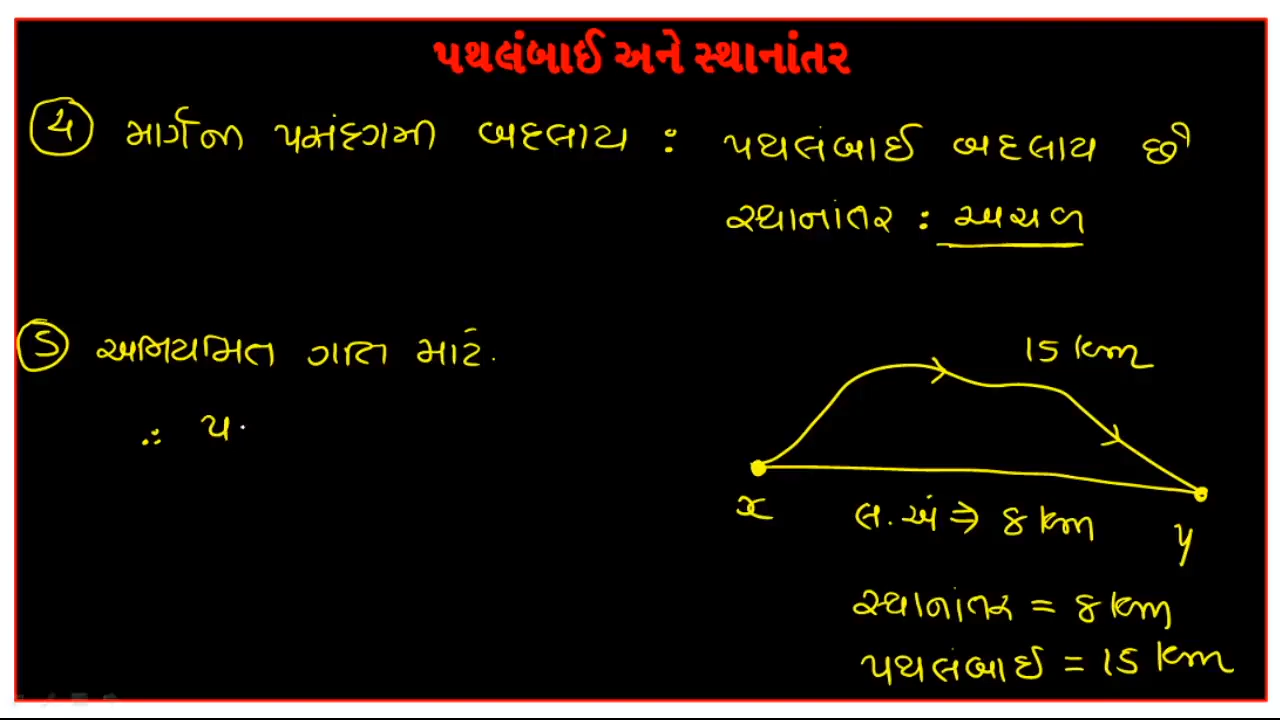 પથલંબાઈ અને સ્થાનાંતર
૪ માર્ગની પસંદગી બદલાય : પથલંબાઈ બદલાય છે
સ્થાનાંતર : અચળ
5 અનિયમિત ગતિ માટે.
15 km
∴ પ.
x લ.અં ⇒ 8 km y
સ્થાનાંતર = 8 km
પથલંબાઈ = 15 km